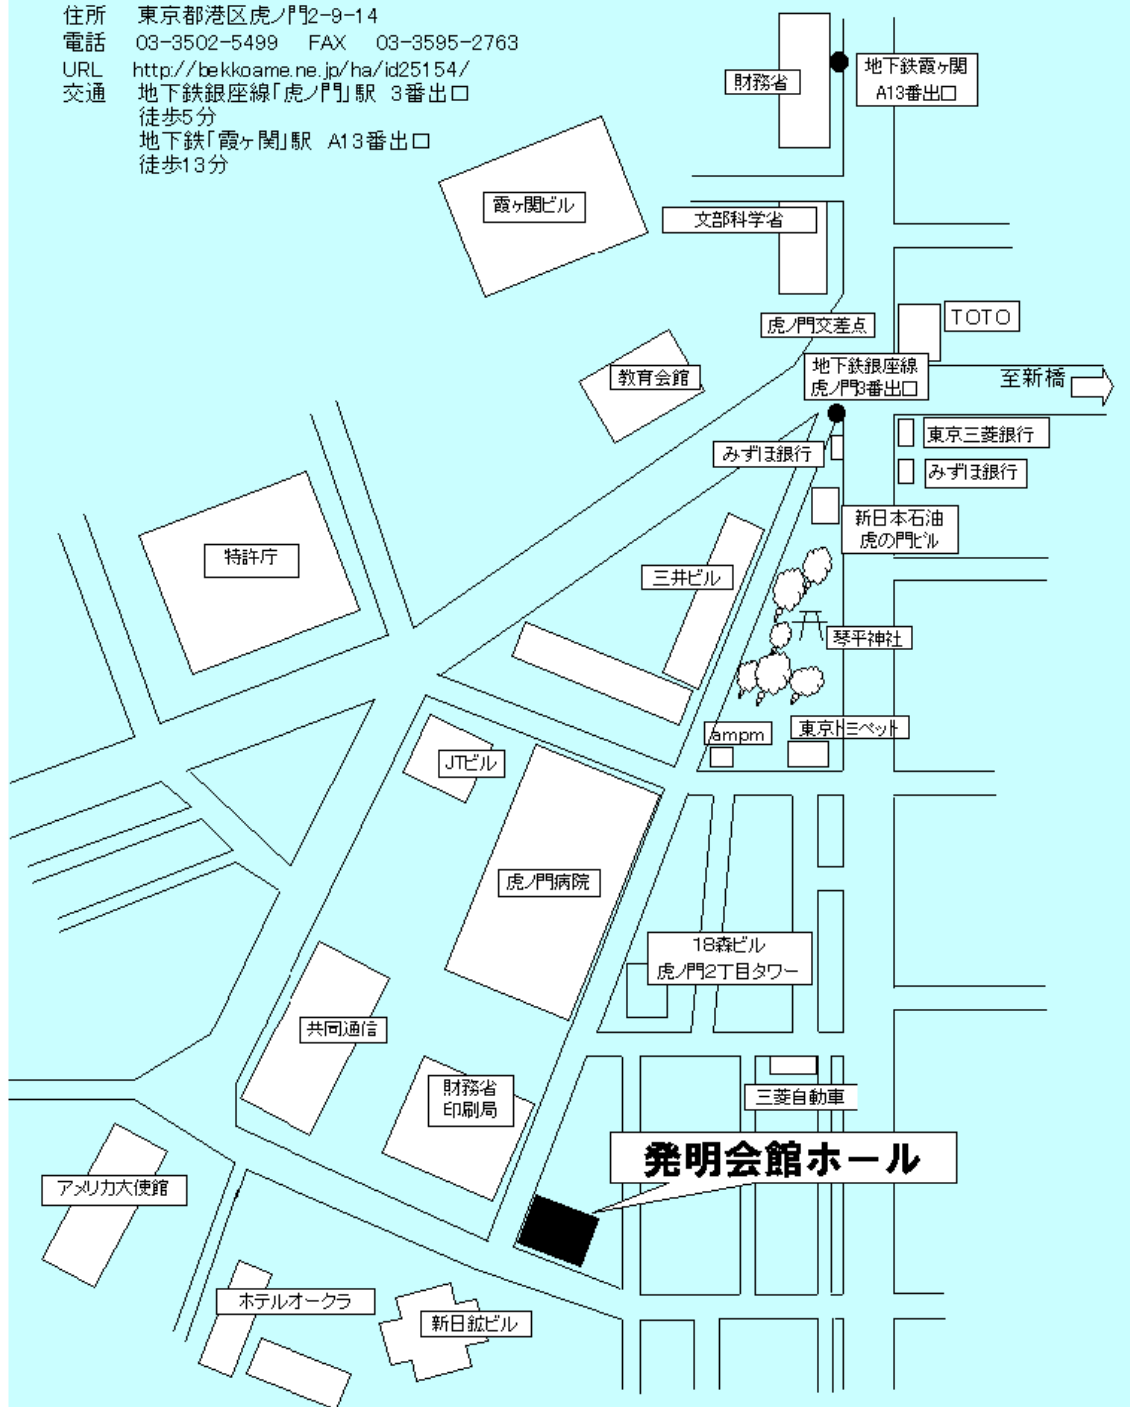 住所 東京都港区虎ノ門2-9-14
電話 03-3502-5499 FAX 03-3595-2763
URL http://bekkoame.ne.jp/ha/id25154/
交通 地下鉄銀座線「虎ノ門」駅 3番出口
徒歩5分
地下鉄「霞ヶ関」駅 A13番出口
徒歩13分
財務省
地下鉄霞ヶ関
A13番出口
霞ヶ関ビル
文部科学省
虎ノ門交差点
TOTO
教育会館
地下鉄銀座線
虎ノ門3番出口
至新橋
みずほ銀行
東京三菱銀行
みずほ銀行
新日本石油
虎の門ビル
特許庁
三井ビル
琴平神社
ampm
東京トヨペット
JTビル
虎ノ門病院
18森ビル
虎ノ門2丁目タワー
共同通信
財務省
印刷局
三菱自動車
発明会館ホール
アメリカ大使館
ホテルオークラ
新日鉱ビル